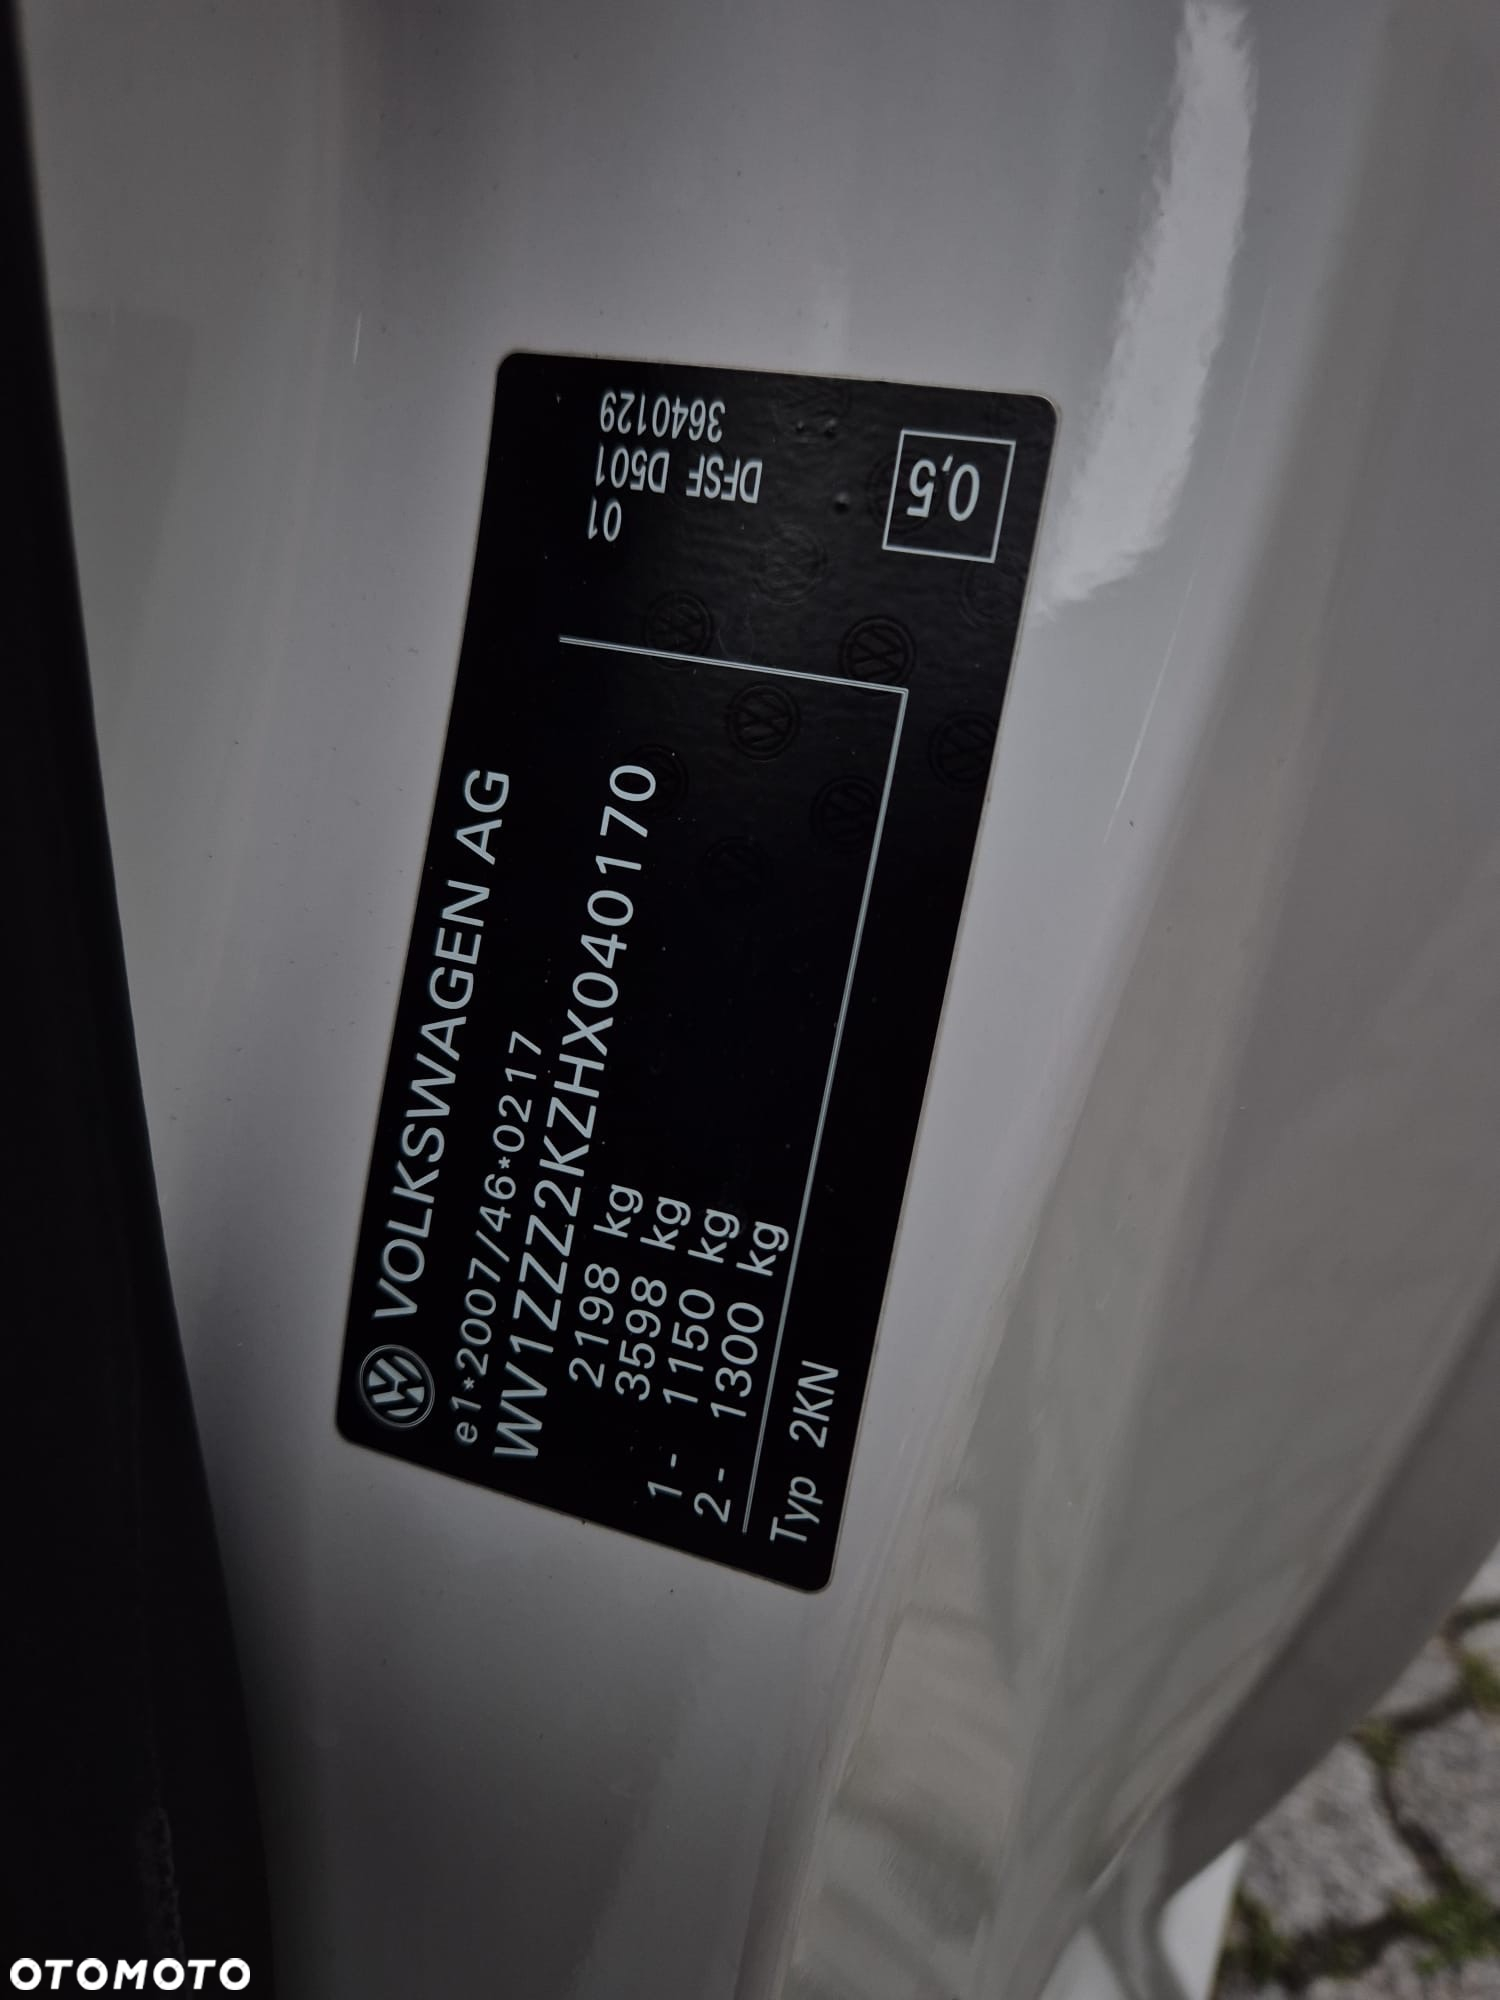 VOLKSWAGEN AG
e1*2007/46*0217
WV1ZZZ2KZHX040170
2198 kg
3598 kg
1- 1150 kg
2- 1300 kg
Typ 2KN
3640129
DFSF D501
01
0,5
OTOMOTO